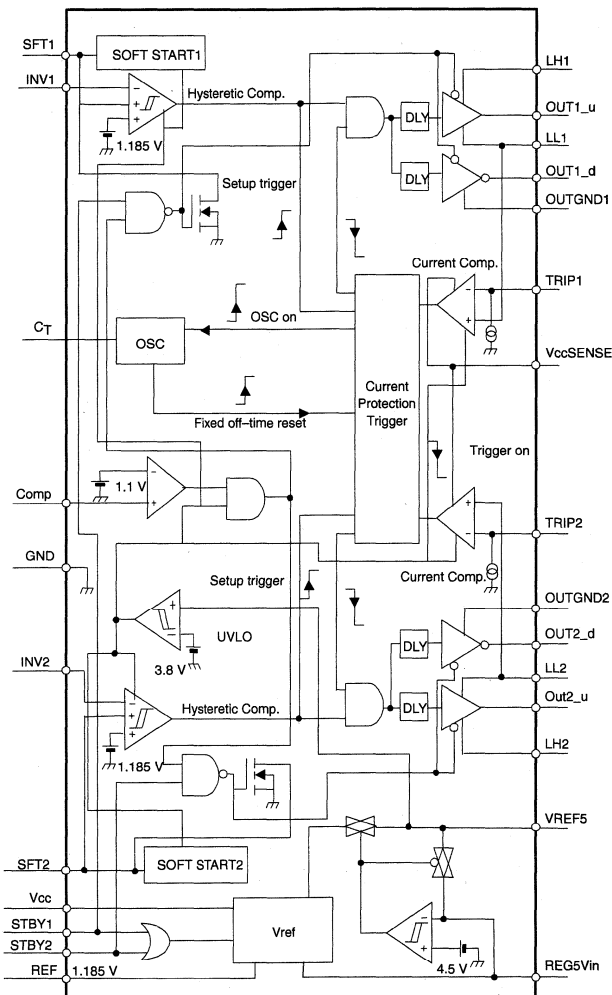 SFT1
SOFT START1
LH1
INV1
Hysteretic Comp.
OUT1_u
DLY
1.185 V
LL1
DLY
OUT1_d
Setup trigger
OUTGND1
Current Comp.
TRIP1
CT
OSC on
OSC
VccSENSE
Current
Protection
Trigger
Fixed off–time reset
Trigger on
1.1 V
Comp
TRIP2
GND
Setup trigger
Current Comp.
OUTGND2
UVLO
DLY
OUT2_d
3.8 V
INV2
LL2
Hysteretic Comp.
DLY
Out2_u
1.185 V
LH2
VREF5
SFT2
SOFT START2
Vcc
STBY1
Vref
STBY2
REF
1.185 V
4.5 V
REG5Vin